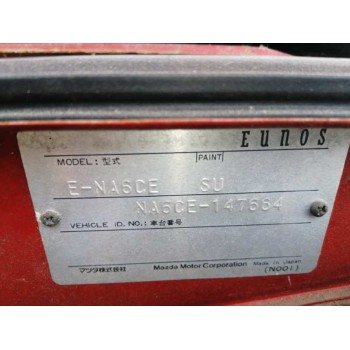 EUNOS
MODEL:型式 PAINT
E-NA6CE SU
NA6CE-147664
VEHICLE ID. NO.:車台番号
マツダ株式会社 Mazda Motor Corporation Made in Japan
(N001)